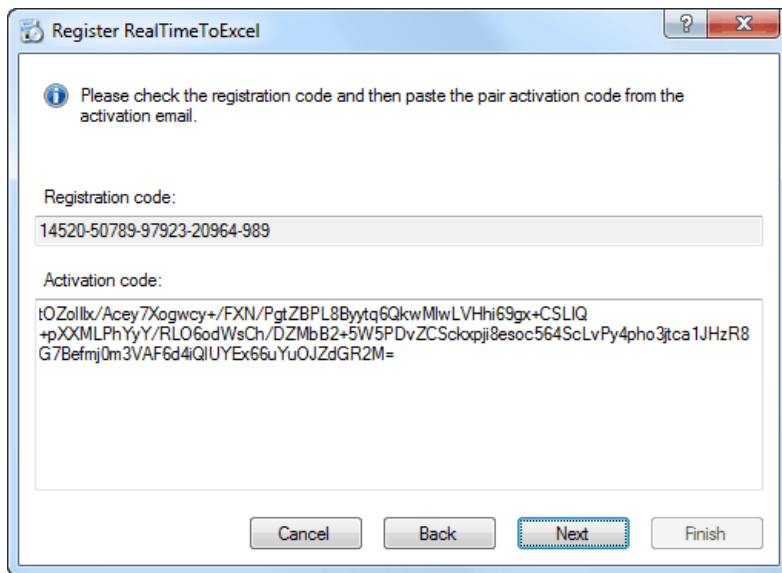 Register RealTimeToExcel
Please check the registration code and then paste the pair activation code from the
activation email.
Registration code:
14520-50789-97923-20964-989
Activation code:
tOZolIlx/Acey7Xogwcy+/FXN/PgtZBPL8Byytq6QkwMlwLVHhi69gx+CSLIQ
+pXXMLPhYyY/RLO6odWsCh/DZMbB2+5W5PDvZCSckxpji8esoc564ScLvPy4pho3jtca1JHzR8
G7Befmj0m3VAF6d4iQIUYEx66uYuOJZdGR2M=
Cancel
Back
Next
Finish